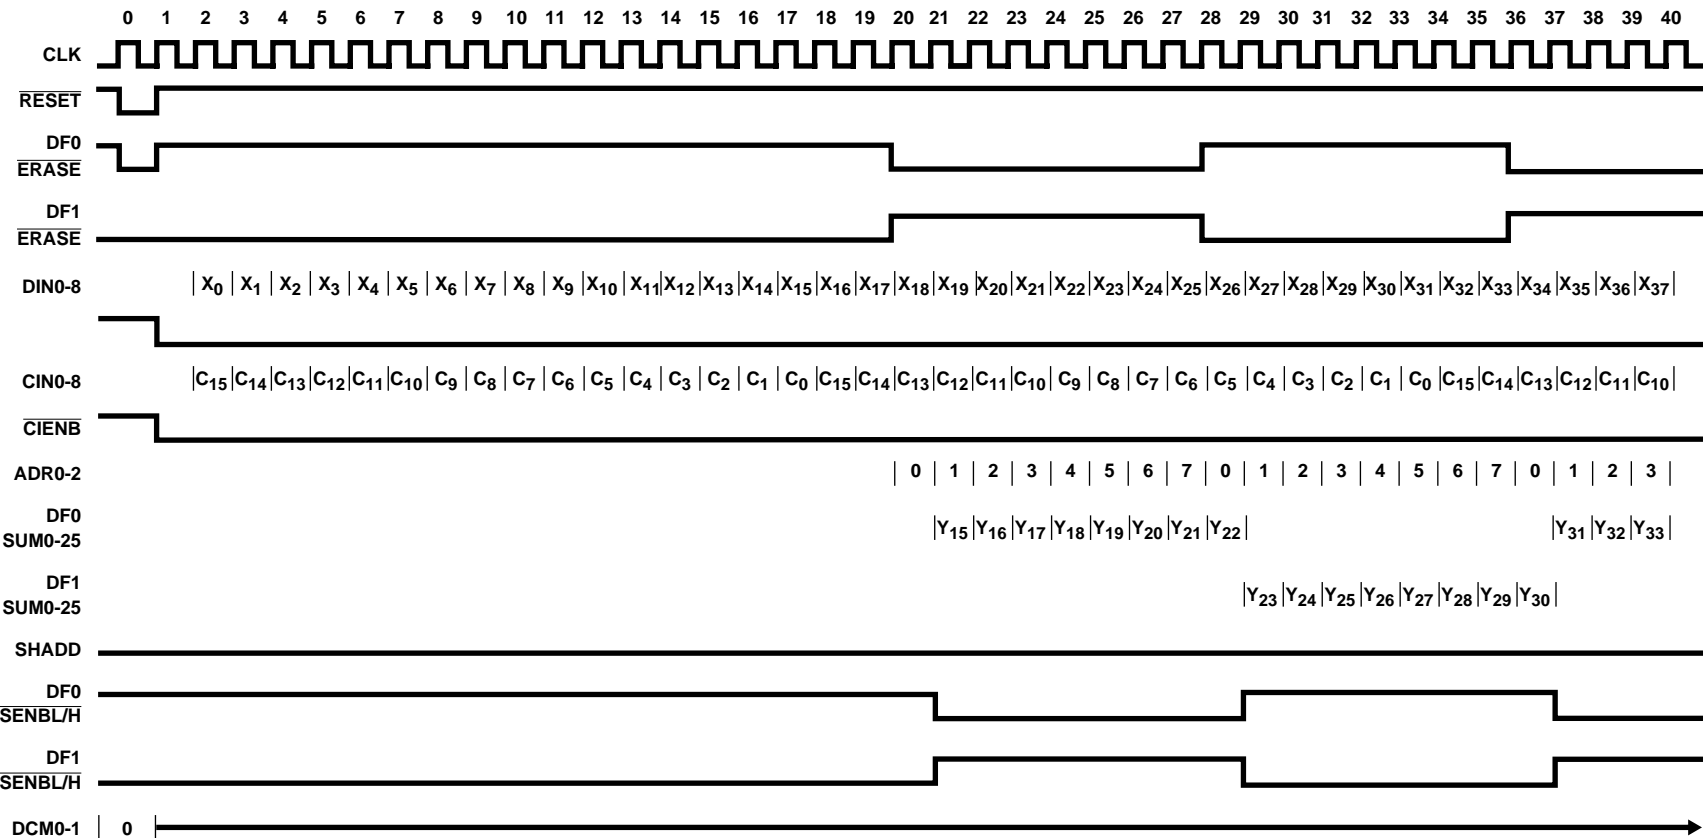 0 1 2 3 4 5 6 7 8 9 10 11 12 13 14 15 16 17 18 19 20 21 22 23 24 25 26 27 28 29 30 31 32 33 34 35 36 37 38 39 40
CLK
RESET
DF0
ERASE
DF1
ERASE
DIN0-8 X0 X1 X2 X3 X4 X5 X6 X7 X8 X9 X10 X11 X12 X13 X14 X15 X16 X17 X18 X19 X20 X21 X22 X23 X24 X25 X26 X27 X28 X29 X30 X31 X32 X33 X34 X35 X36 X37
CIN0-8 C15 C14 C13 C12 C11 C10 C9 C8 C7 C6 C5 C4 C3 C2 C1 C0 C15 C14 C13 C12 C11 C10 C9 C8 C7 C6 C5 C4 C3 C2 C1 C0 C15 C14 C13 C12 C11 C10
CIENB
ADR0-2 0 1 2 3 4 5 6 7 0 1 2 3 4 5 6 7 0 1 2 3
DF0
SUM0-25 Y15 Y16 Y17 Y18 Y19 Y20 Y21 Y22 Y31 Y32 Y33
DF1
SUM0-25 Y23 Y24 Y25 Y26 Y27 Y28 Y29 Y30
SHADD
DF0
SENBL/H
DF1
SENBL/H
DCM0-1 0